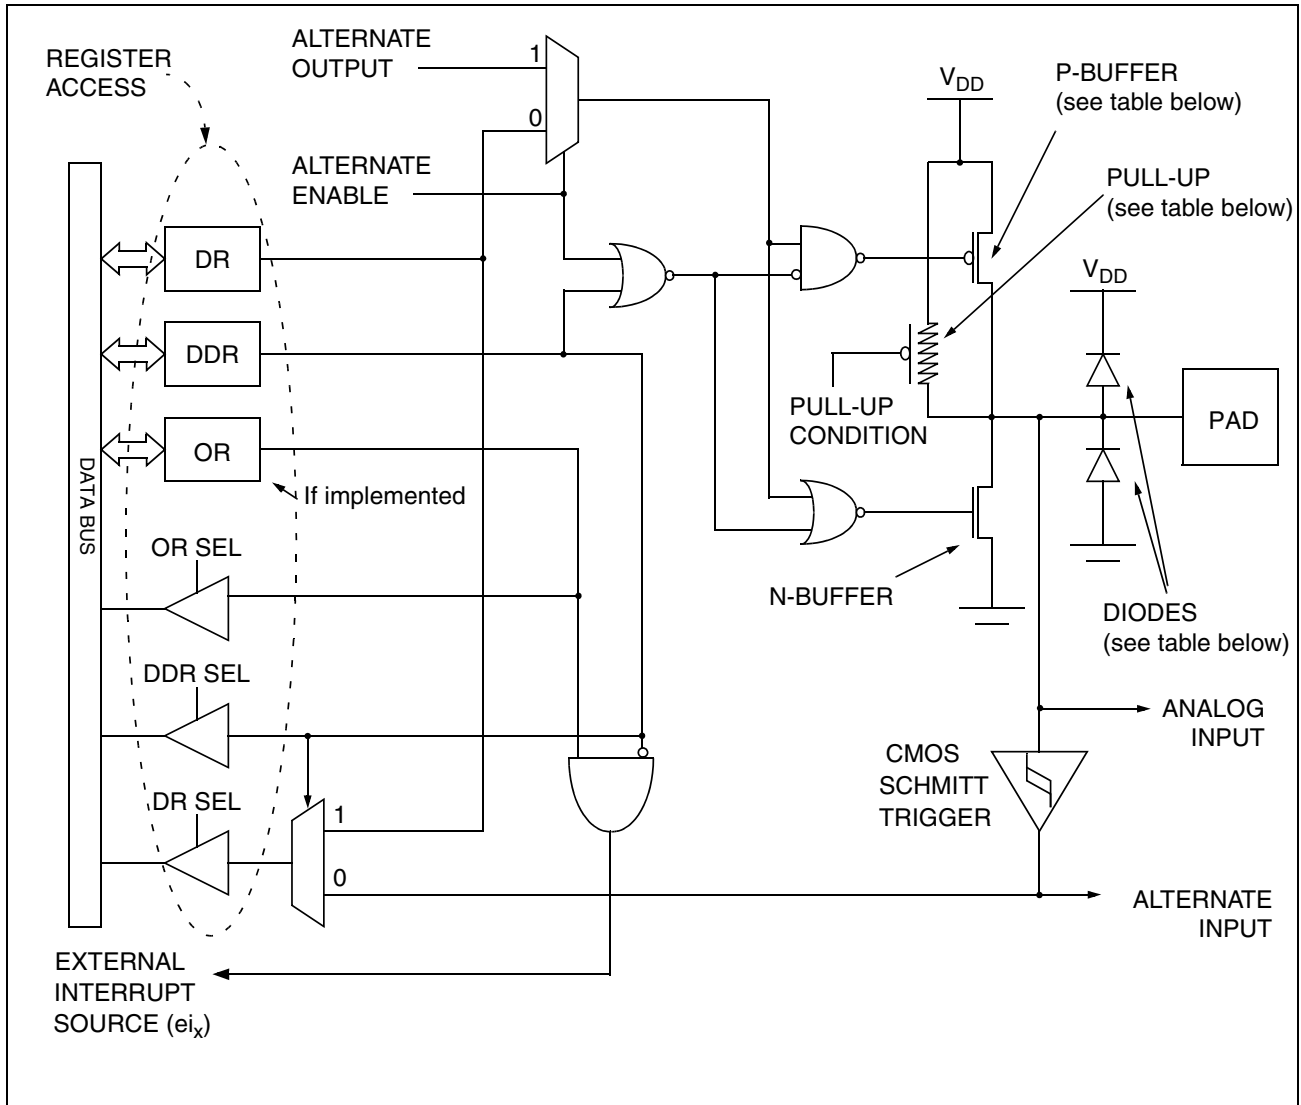 REGISTER
ACCESS
ALTERNATE
OUTPUT
1
0
ALTERNATE
ENABLE
VDD
P-BUFFER
(see table below)
PULL-UP
(see table below)
DR
DDR
OR
If implemented
DATA BUS
PULL-UP
CONDITION
VDD
PAD
OR SEL
N-BUFFER
DIODES
(see table below)
DDR SEL
ANALOG
INPUT
CMOS
SCHMITT
TRIGGER
DR SEL
1
0
ALTERNATE
INPUT
EXTERNAL
INTERRUPT
SOURCE (eix)